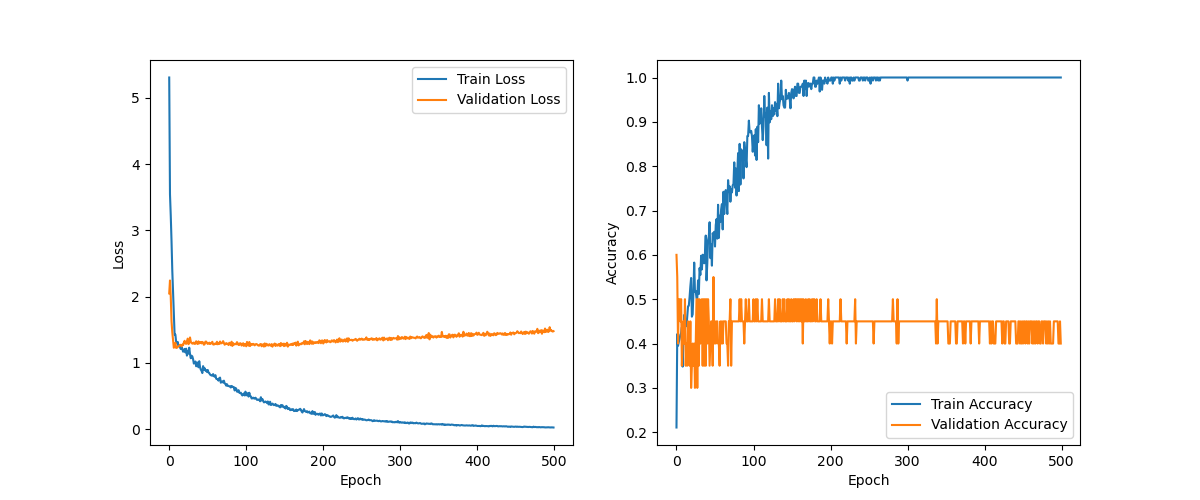 Train Loss
Validation Loss
5
4
3
2
1
0
Loss
0 100 200 300 400 500
Epoch
1.0
0.9
0.8
0.7
0.6
0.5
0.4
0.3
0.2
Accuracy
Train Accuracy
Validation Accuracy
0 100 200 300 400 500
Epoch